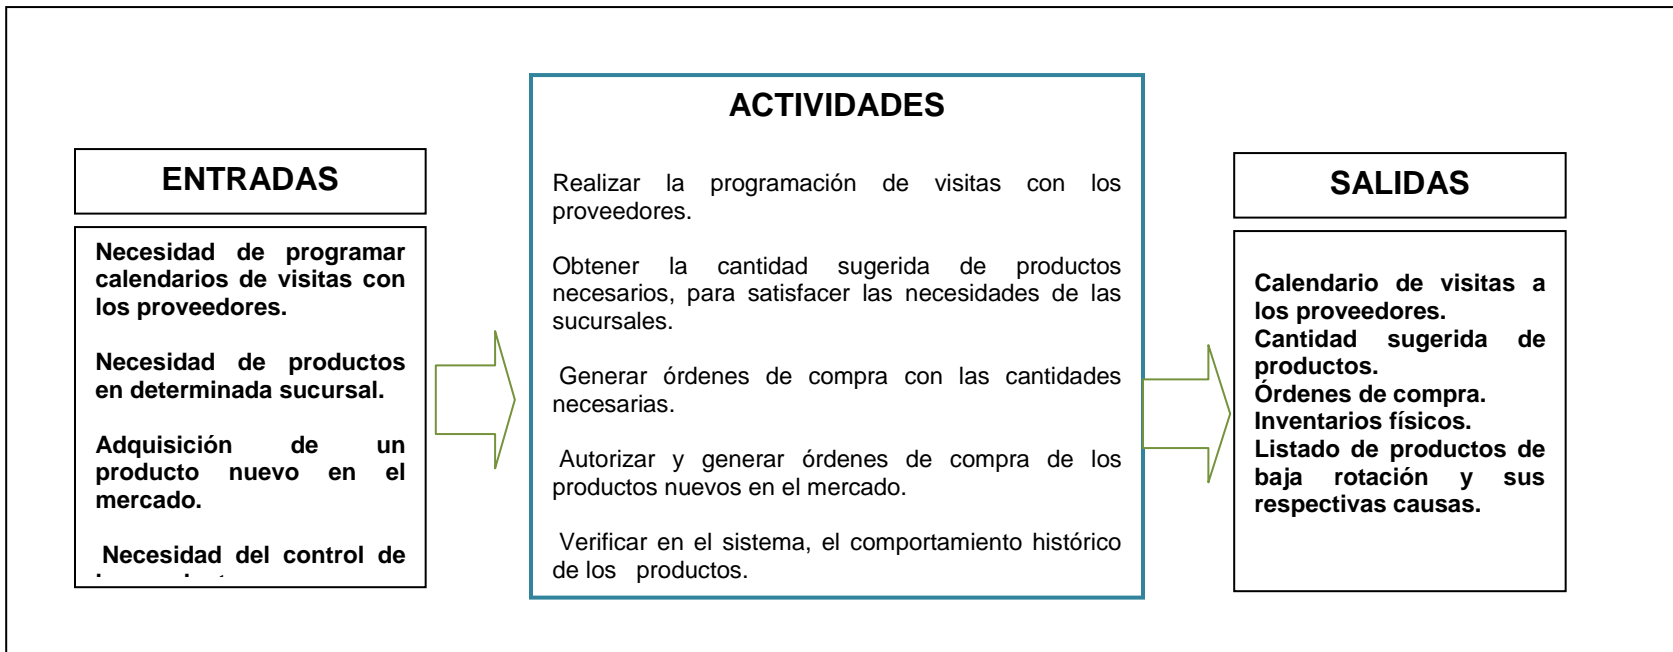 ENTRADAS
Necesidad de programar
calendarios de visitas con
los proveedores.
Necesidad de productos
en determinada sucursal.
Adquisición de un
producto nuevo en el
mercado.
Necesidad del control de
ACTIVIDADES
Realizar la programación de visitas con los
proveedores.
Obtener la cantidad sugerida de productos
necesarios, para satisfacer las necesidades de las
sucursales.
Generar órdenes de compra con las cantidades
necesarias.
Autorizar y generar órdenes de compra de los
productos nuevos en el mercado.
Verificar en el sistema, el comportamiento histórico
de los productos.
SALIDAS
Calendario de visitas a
los proveedores.
Cantidad sugerida de
productos.
Órdenes de compra.
Inventarios físicos.
Listado de productos de
baja rotación y sus
respectivas causas.